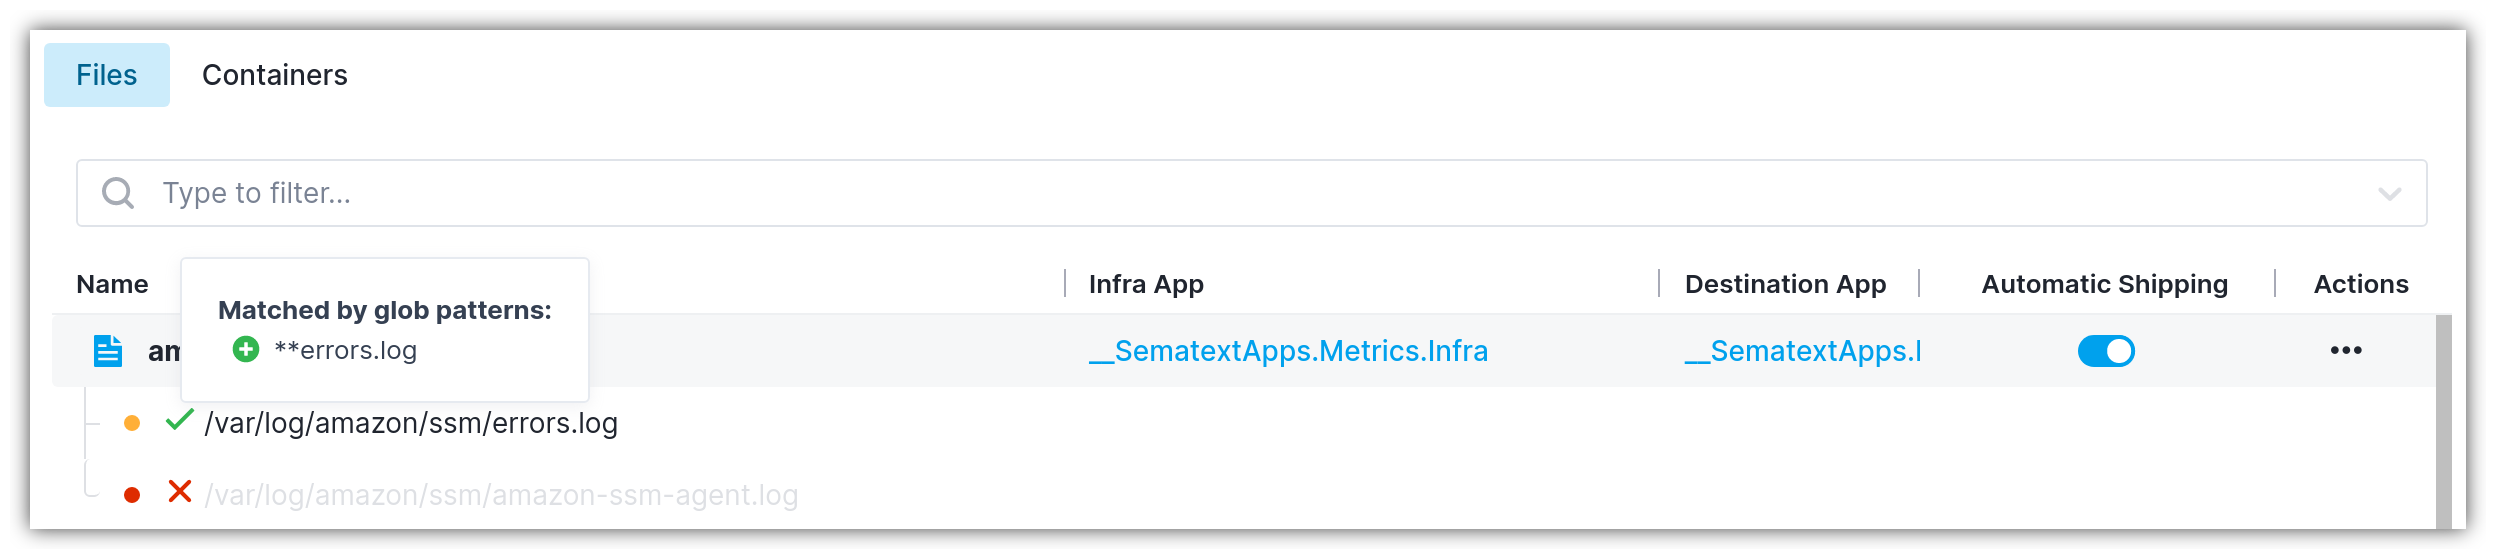 Files Containers
Type to filter...
Name Infra App Destination App Automatic Shipping Actions
Matched by glob patterns:
**errors.log
am __SematextApps.Metrics.Infra __SematextApps.l
/var/log/amazon/ssm/errors.log
/var/log/amazon/ssm/amazon-ssm-agent.log